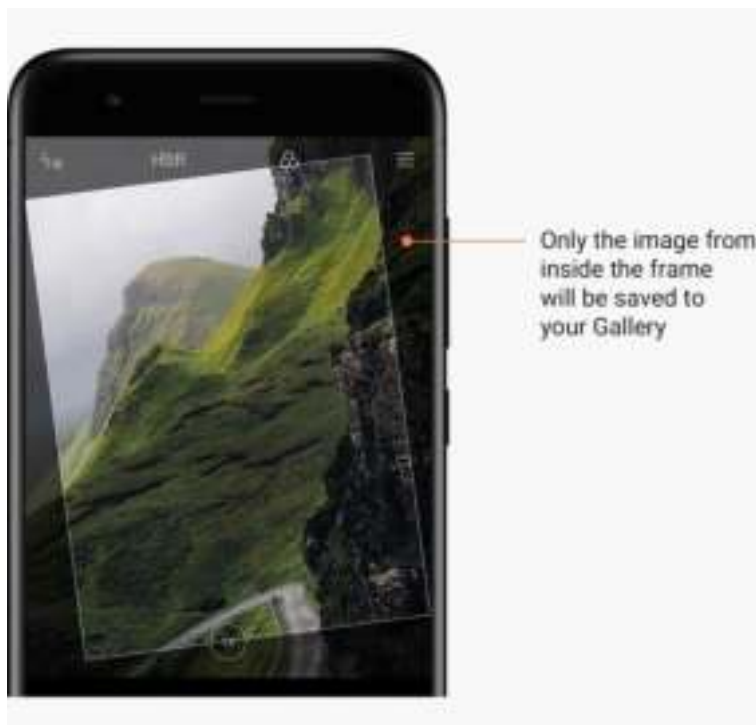 HDR
Only the image from
inside the frame
will be saved to
your Gallery